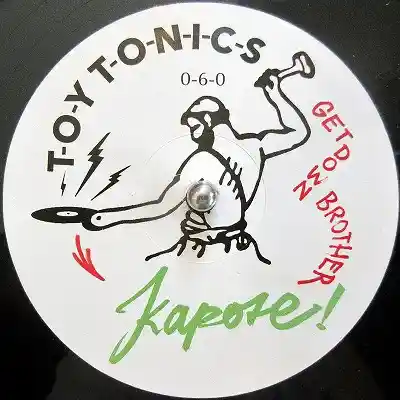 T-O-Y T-O-N-I-C-S
0-6-0
GET DOWN BROTHER
Kapote!